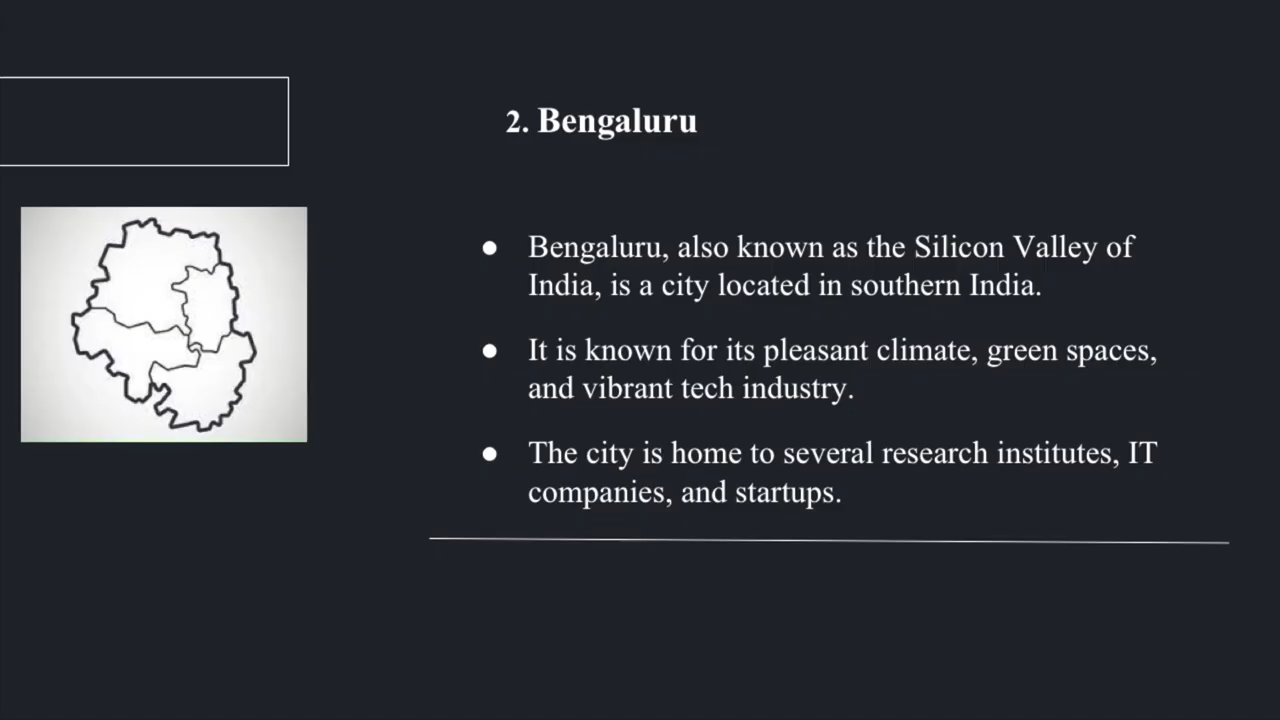 2. Bengaluru
● Bengaluru, also known as the Silicon Valley of
India, is a city located in southern India.
● It is known for its pleasant climate, green spaces,
and vibrant tech industry.
● The city is home to several research institutes, IT
companies, and startups.